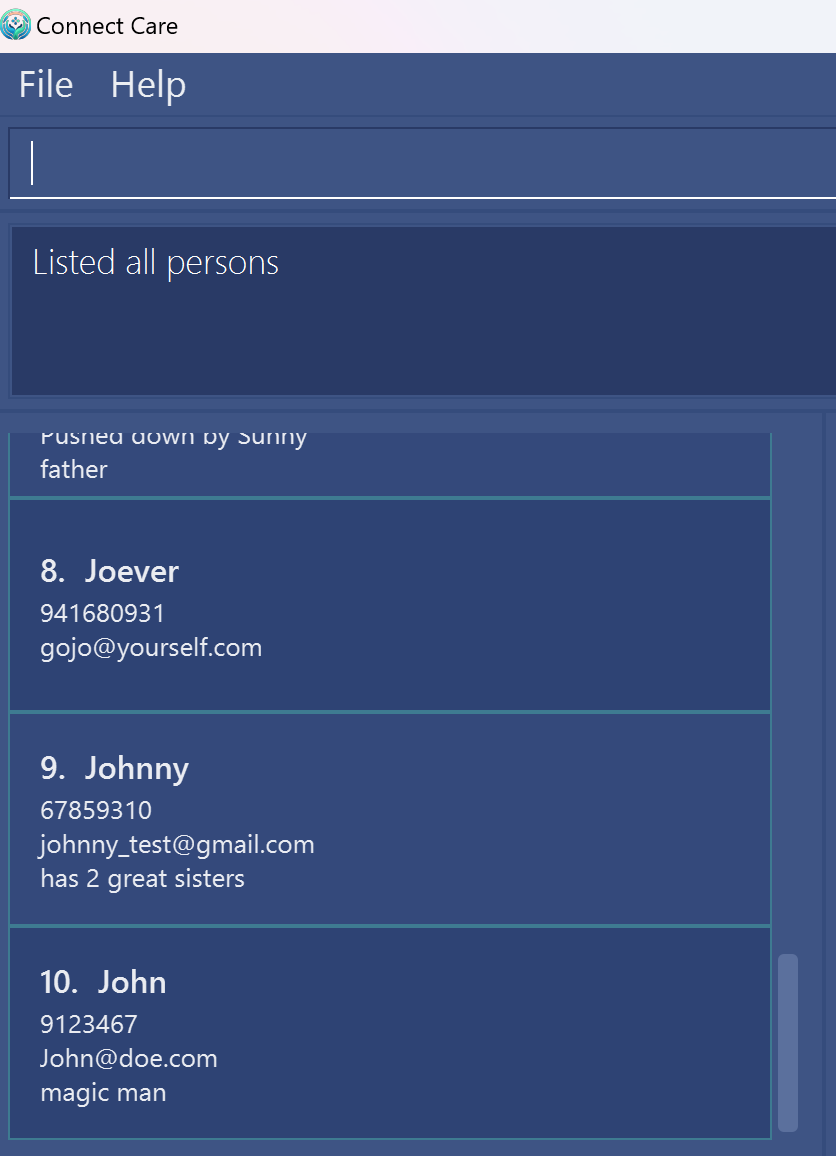 Connect Care
File Help
Listed all persons
Pushed down by Sunny
father
8. Joever
941680931
gojo@yourself.com
9. Johnny
67859310
johnny_test@gmail.com
has 2 great sisters
10. John
9123467
John@doe.com
magic man